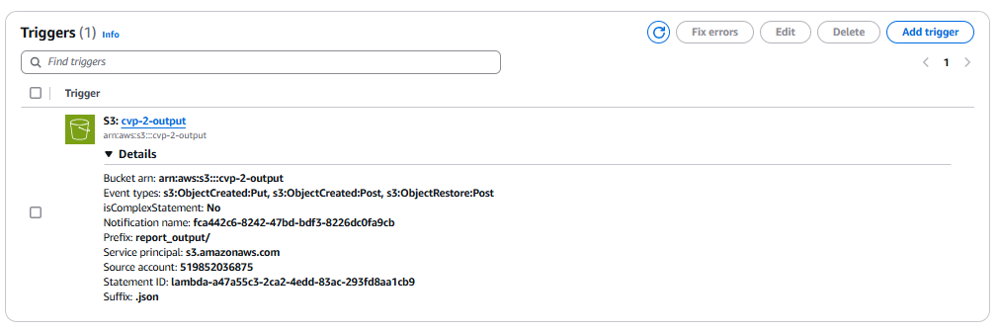 Triggers (1) Info
Fix errors Edit Delete Add trigger
Find triggers
1
Trigger
S3: cvp-2-output
arn:aws:s3:::cvp-2-output
Details
Bucket arn: arn:aws:s3:::cvp-2-output
Event types: s3:ObjectCreated:Put, s3:ObjectCreated:Post, s3:ObjectRestore:Post
isComplexStatement: No
Notification name: fca442c6-8242-47bd-bdf3-8226dc0fa9cb
Prefix: report_output/
Service principal: s3.amazonaws.com
Source account: 519852036875
Statement ID: lambda-a47a55c3-2ca2-4edd-83ac-293fd8aa1cb9
Suffix: .json